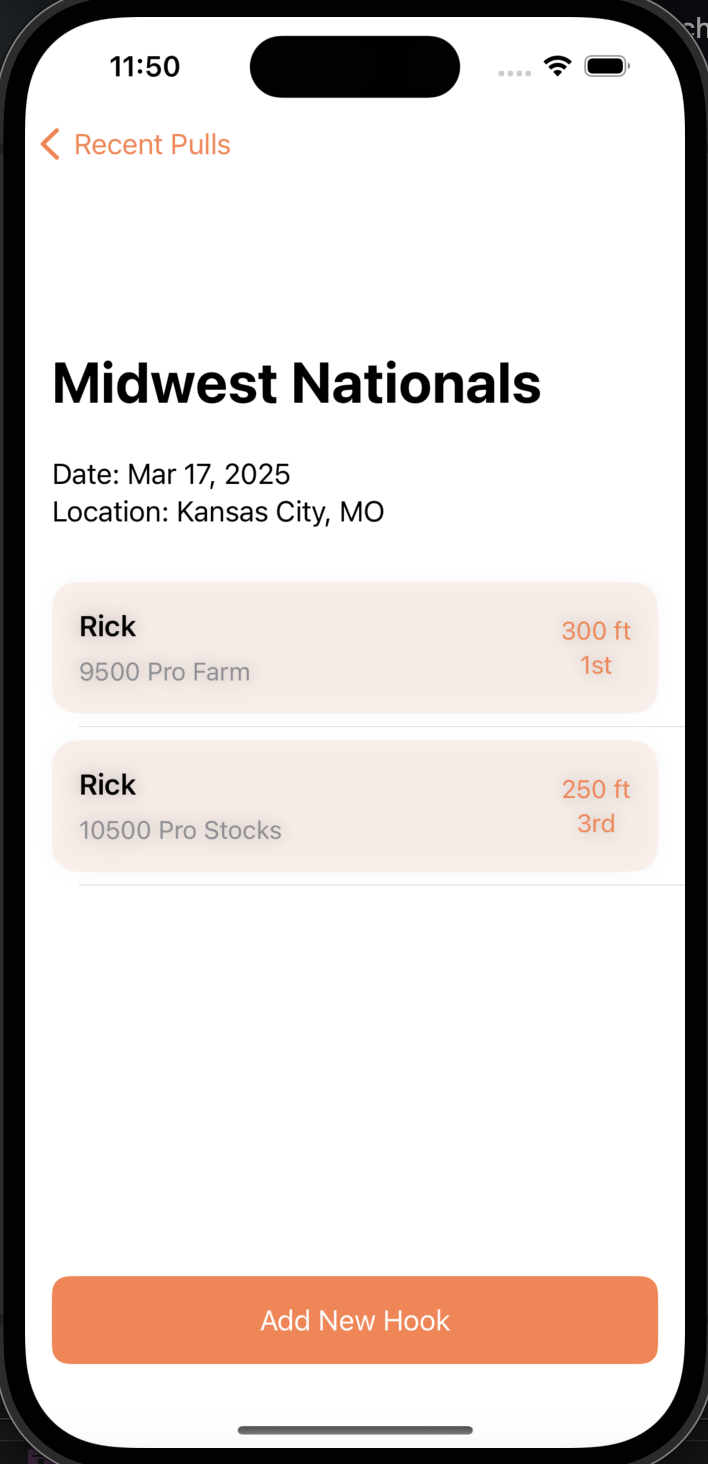 ch
11:50
Recent Pulls
Midwest Nationals
Date: Mar 17, 2025
Location: Kansas City, MO
Rick
300 ft
9500 Pro Farm
1st
Rick
250 ft
10500 Pro Stocks
3rd
Add New Hook